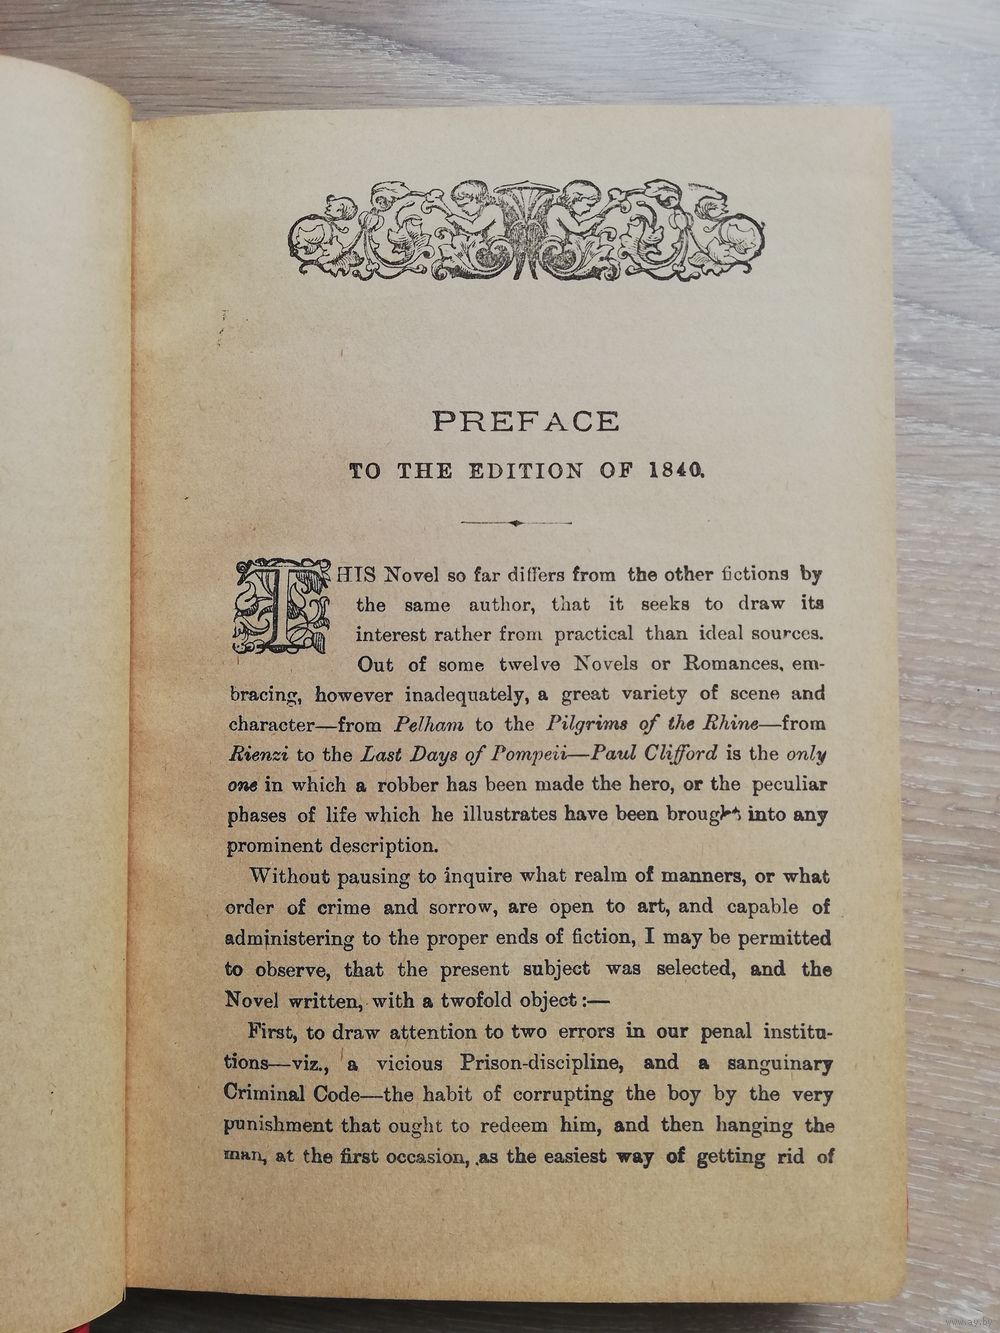 PREFACE
TO THE EDITION OF 1840.
THIS Novel so far differs from the other fictions by
the same author, that it seeks to draw its
interest rather from practical than ideal sources.
Out of some twelve Novels or Romances, em-
bracing, however inadequately, a great variety of scene and
character—from Pelham to the Pilgrims of the Rhine—from
Rienzi to the Last Days of Pompeii—Paul Clifford is the only
one in which a robber has been made the hero, or the peculiar
phases of life which he illustrates have been brought into any
prominent description.
Without pausing to inquire what realm of manners, or what
order of crime and sorrow, are open to art, and capable of
administering to the proper ends of fiction, I may be permitted
to observe, that the present subject was selected, and the
Novel written, with a twofold object:—
First, to draw attention to two errors in our penal institu-
tions—viz., a vicious Prison-discipline, and a sanguinary
Criminal Code—the habit of corrupting the boy by the very
punishment that ought to redeem him, and then hanging the
man, at the first occasion, as the easiest way of getting rid of
www.ay.by